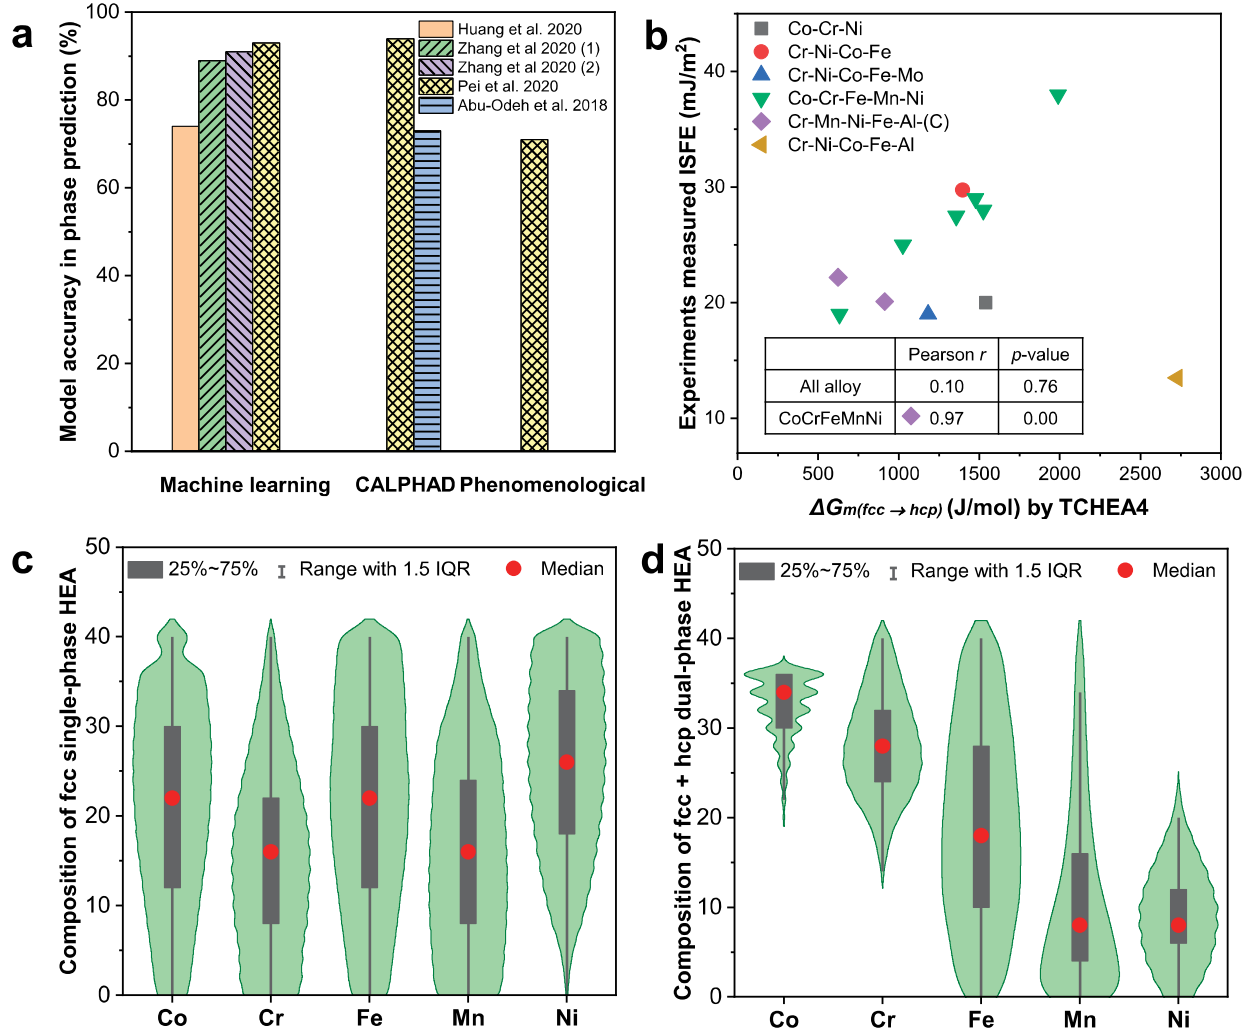 a
Model accuracy in phase prediction (%)
100
80
60
40
20
0
Huang et al. 2020
Zhang et al 2020 (1)
Zhang et al 2020 (2)
Pei et al. 2020
Abu-Odeh et al. 2018
Machine learning
CALPHAD
Phenomenological
b
Experiments measured ISFE (mJ/m²)
40
30
20
10
Co-Cr-Ni
Cr-Ni-Co-Fe
Cr-Ni-Co-Fe-Mo
Co-Cr-Fe-Mn-Ni
Cr-Mn-Ni-Fe-Al-(C)
Cr-Ni-Co-Fe-Al
Pearson r p-value
All alloy 0.10 0.76
CoCrFeMnNi 0.97 0.00
0 500 1000 1500 2000 2500 3000
ΔGm(fcc → hcp) (J/mol) by TCHEA4
c
Composition of fcc single-phase HEA
50
40
30
20
10
0
25%~75% Range with 1.5 IQR Median
Co Cr Fe Mn Ni
d
Composition of fcc + hcp dual-phase HEA
50
40
30
20
10
0
25%~75% Range with 1.5 IQR Median
Co Cr Fe Mn Ni